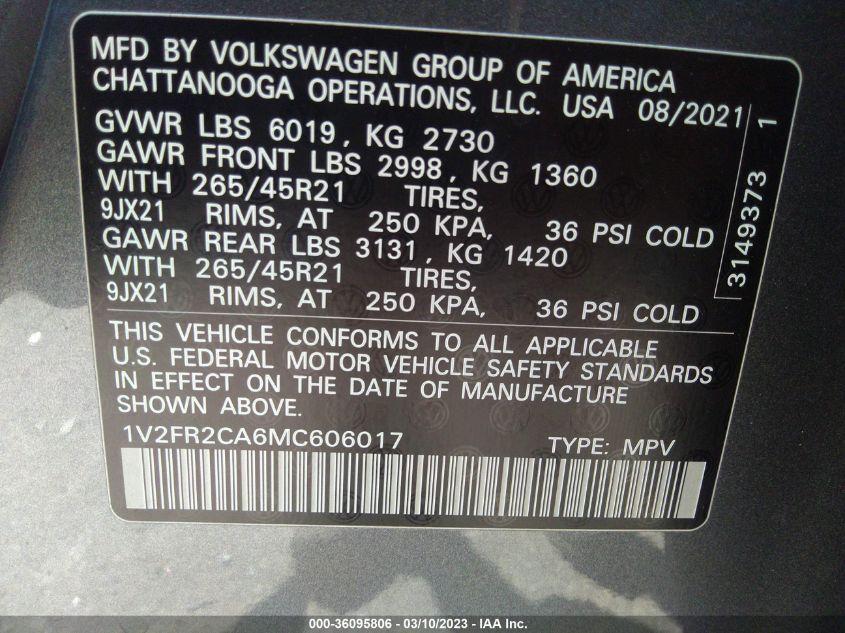 MFD BY VOLKSWAGEN GROUP OF AMERICA
CHATTANOOGA OPERATIONS, LLC. USA 08/2021
GVWR LBS 6019, KG 2730
GAWR FRONT LBS 2998, KG 1360
WITH 265/45R21 TIRES,
9JX21 RIMS, AT 250 KPA, 36 PSI COLD
GAWR REAR LBS 3131, KG 1420
WITH 265/45R21 TIRES,
9JX21 RIMS, AT 250 KPA, 36 PSI COLD
3149373 1
THIS VEHICLE CONFORMS TO ALL APPLICABLE
U.S. FEDERAL MOTOR VEHICLE SAFETY STANDARDS
IN EFFECT ON THE DATE OF MANUFACTURE
SHOWN ABOVE.
1V2FR2CA6MC606017 TYPE: MPV
000-36095806 - 03/10/2023 - IAA Inc.